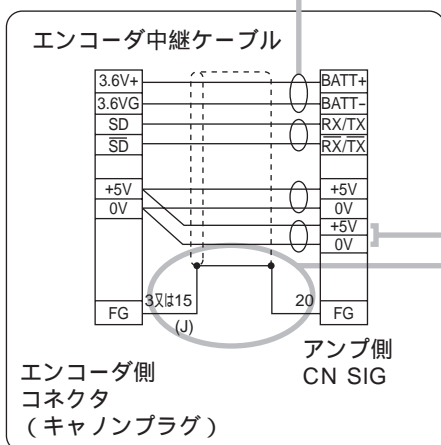 エンコーダ中継ケーブル
3.6V+ BATT+
3.6VG BATT−
SD RX/TX
S̅D̅ R̅X̅/T̅X̅
+5V +5V
0V 0V
+5V
0V
3又は15 20
FG (J) FG
アンプ側
CN SIG
エンコーダ側
コネクタ
(キャノンプラグ)